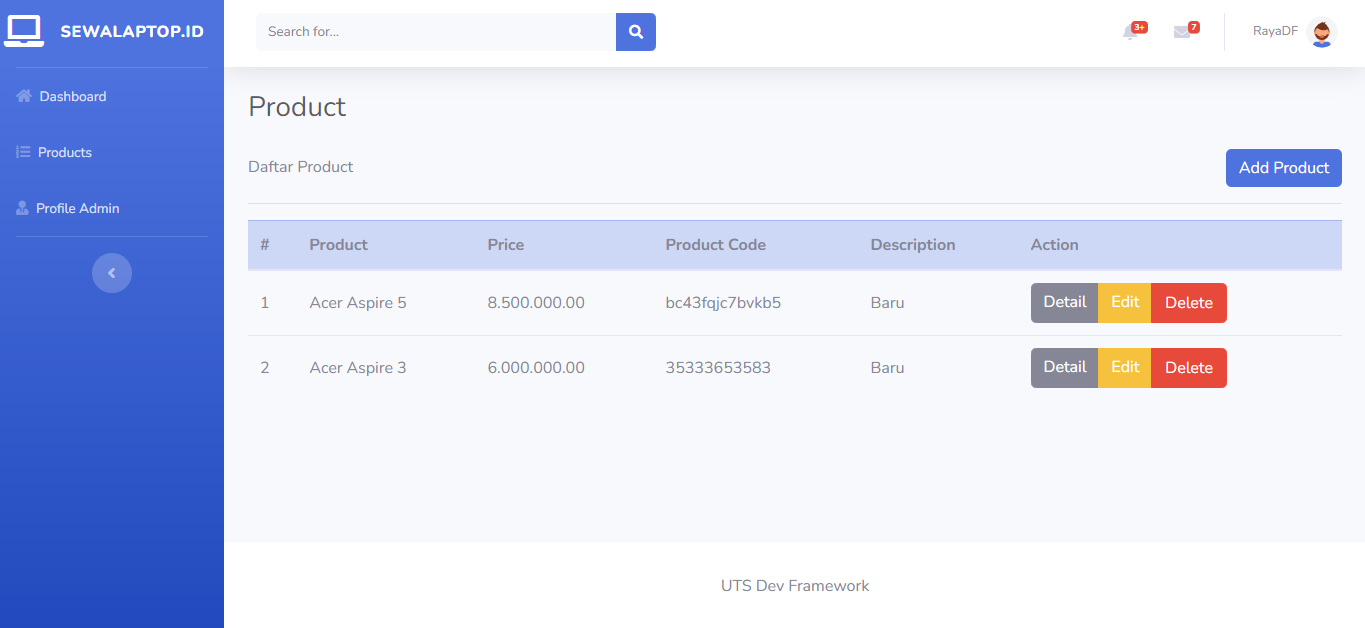 SEWALAPTOP.ID
Search for...
3+
7
RayaDF
Dashboard
Products
Profile Admin
Product
Daftar Product
Add Product
# Product Price Product Code Description Action
1 Acer Aspire 5 8.500.000.00 bc43fqjc7bvkb5 Baru Detail Edit Delete
2 Acer Aspire 3 6.000.000.00 35333653583 Baru Detail Edit Delete
UTS Dev Framework